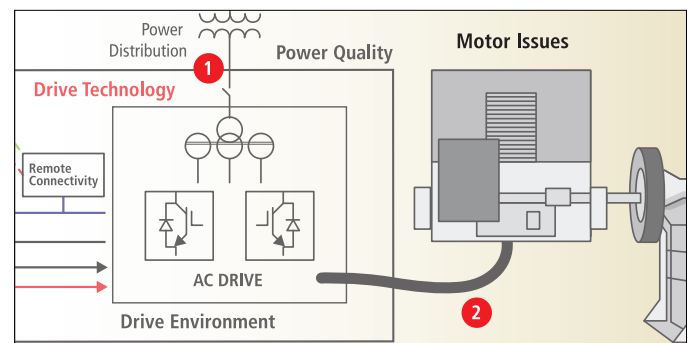 Power
Distribution
Power Quality
Motor Issues
1
Drive Technology
Remote
Connectivity
AC DRIVE
2
Drive Environment